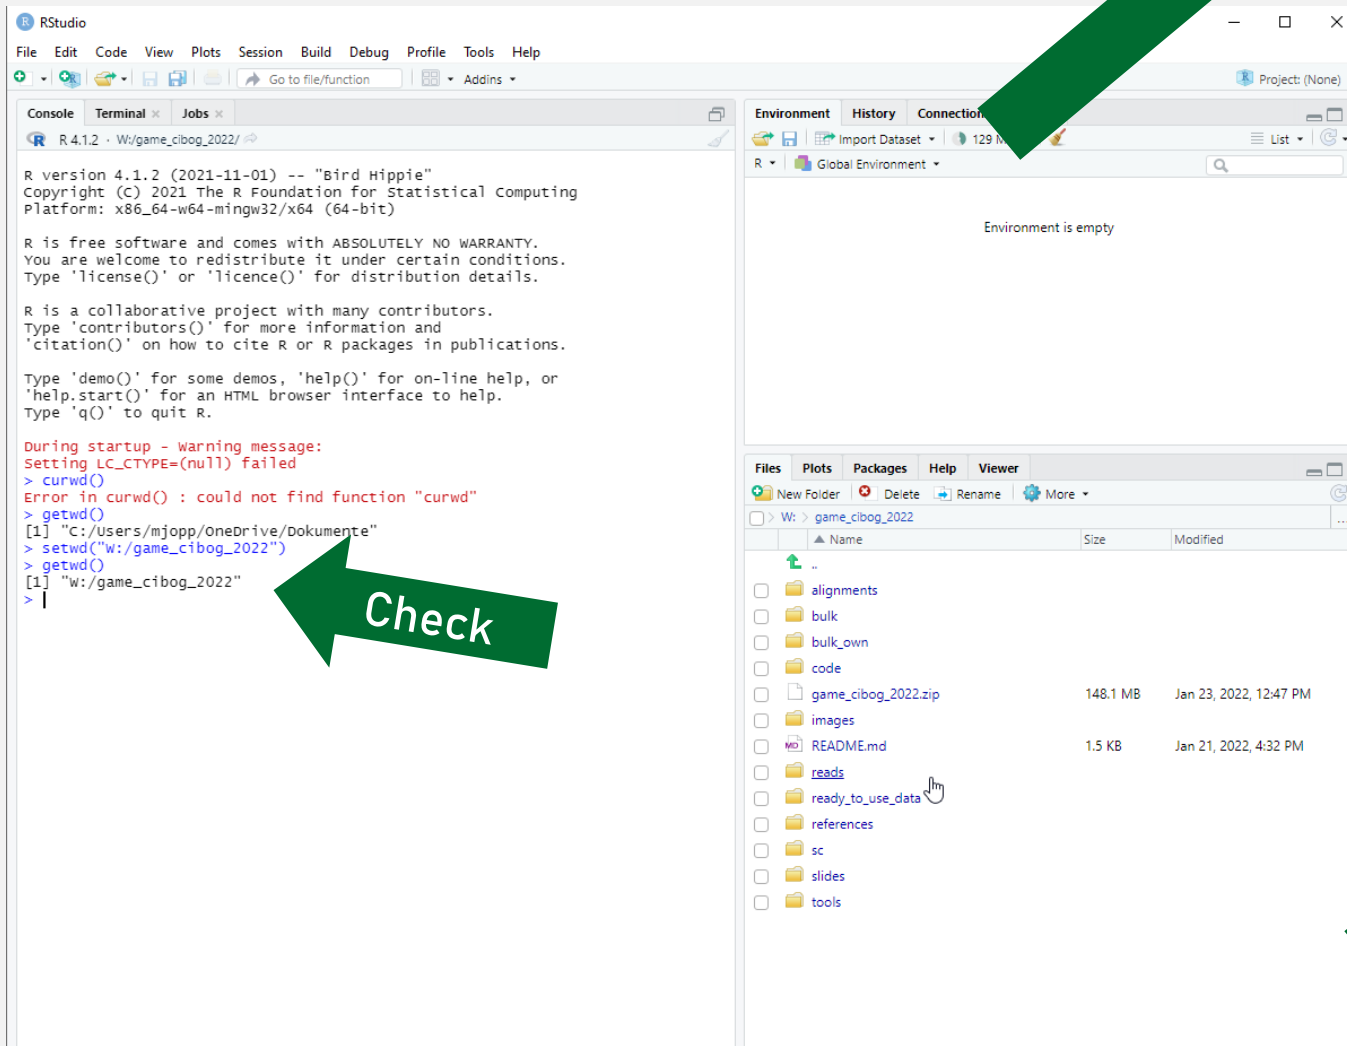 RStudio
File Edit Code View Plots Session Build Debug Profile Tools Help
Go to file/function Addins Project: (None)
Console Terminal Jobs
R 4.1.2 · W:/game_cibog_2022/
R version 4.1.2 (2021-11-01) -- "Bird Hippie"
Copyright (C) 2021 The R Foundation for Statistical Computing
Platform: x86_64-w64-mingw32/x64 (64-bit)
R is free software and comes with ABSOLUTELY NO WARRANTY.
You are welcome to redistribute it under certain conditions.
Type 'license()' or 'licence()' for distribution details.
R is a collaborative project with many contributors.
Type 'contributors()' for more information and
'citation()' on how to cite R or R packages in publications.
Type 'demo()' for some demos, 'help()' for on-line help, or
'help.start()' for an HTML browser interface to help.
Type 'q()' to quit R.
During startup - Warning message:
Setting LC_CTYPE=(null) failed
> curwd()
Error in curwd() : could not find function "curwd"
> getwd()
[1] "C:/Users/mjopp/OneDrive/Dokumente"
> setwd("W:/game_cibog_2022")
> getwd()
[1] "W:/game_cibog_2022"
>
Check
Environment History Connection
Import Dataset 129 List
R Global Environment
Environment is empty
Files Plots Packages Help Viewer
New Folder Delete Rename More
W: game_cibog_2022
Name Size Modified
..
alignments
bulk
bulk_own
code
game_cibog_2022.zip 148.1 MB Jan 23, 2022, 12:47 PM
images
README.md 1.5 KB Jan 21, 2022, 4:32 PM
reads
ready_to_use_data
references
sc
slides
tools